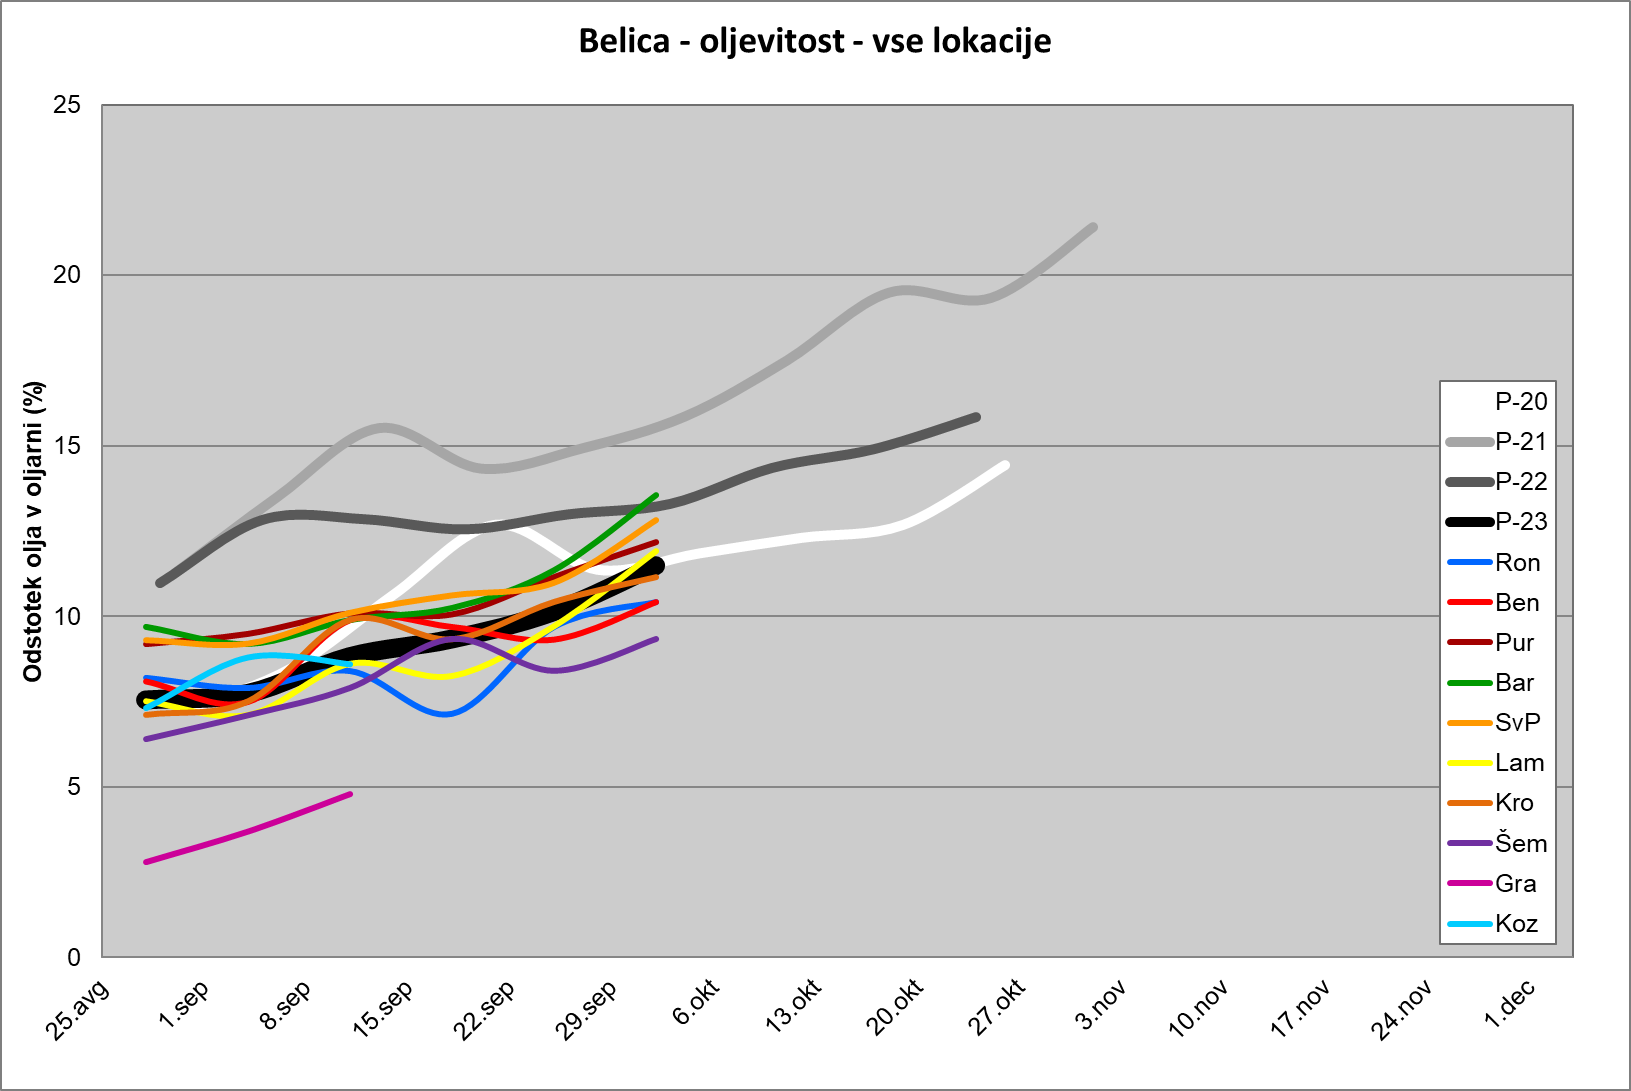 Belica - oljevitost - vse lokacije
Odstotek olja v oljarni (%)
25
20
15
10
5
0
25.avg
1.sep
8.sep
15.sep
22.sep
29.sep
6.okt
13.okt
20.okt
27.okt
3.nov
10.nov
17.nov
24.nov
1.dec
P-20
P-21
P-22
P-23
Ron
Ben
Pur
Bar
SvP
Lam
Kro
Šem
Gra
Koz